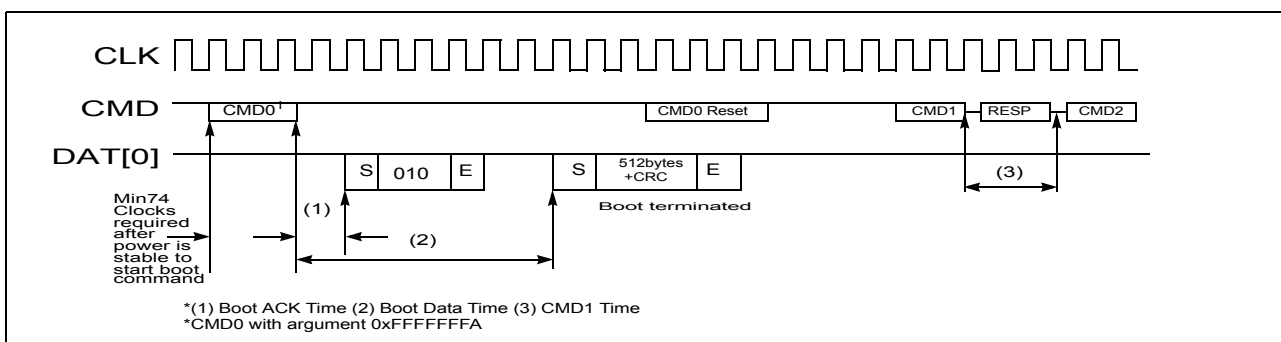 CLK
CMD
CMD0¹
CMD0 Reset
CMD1
RESP
CMD2
DAT[0]
S
010
E
S
512bytes
+CRC
E
Boot terminated
(3)
(1)
(2)
Min74
Clocks
required
after
power is
stable to
start boot
command
*(1) Boot ACK Time (2) Boot Data Time (3) CMD1 Time
*CMD0 with argument 0xFFFFFFFA